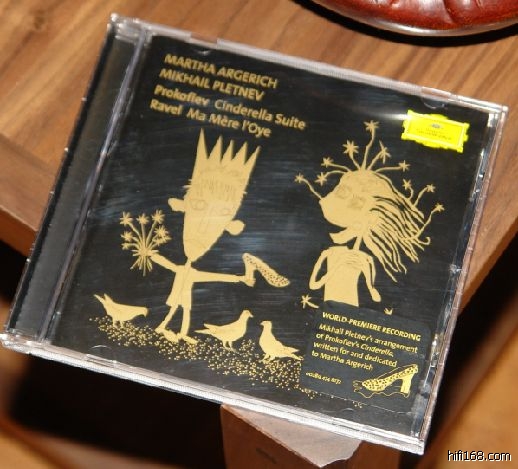 MARTHA ARGERICH
MIKHAIL PLETNEV
Prokofiev Cinderella Suite
Ravel Ma Mère l'Oye
WORLD-PREMIERE RECORDING
Mikhail Pletnev's arrangement
of Prokofiev's Cinderella,
written for and dedicated
to Martha Argerich
hifi168.com